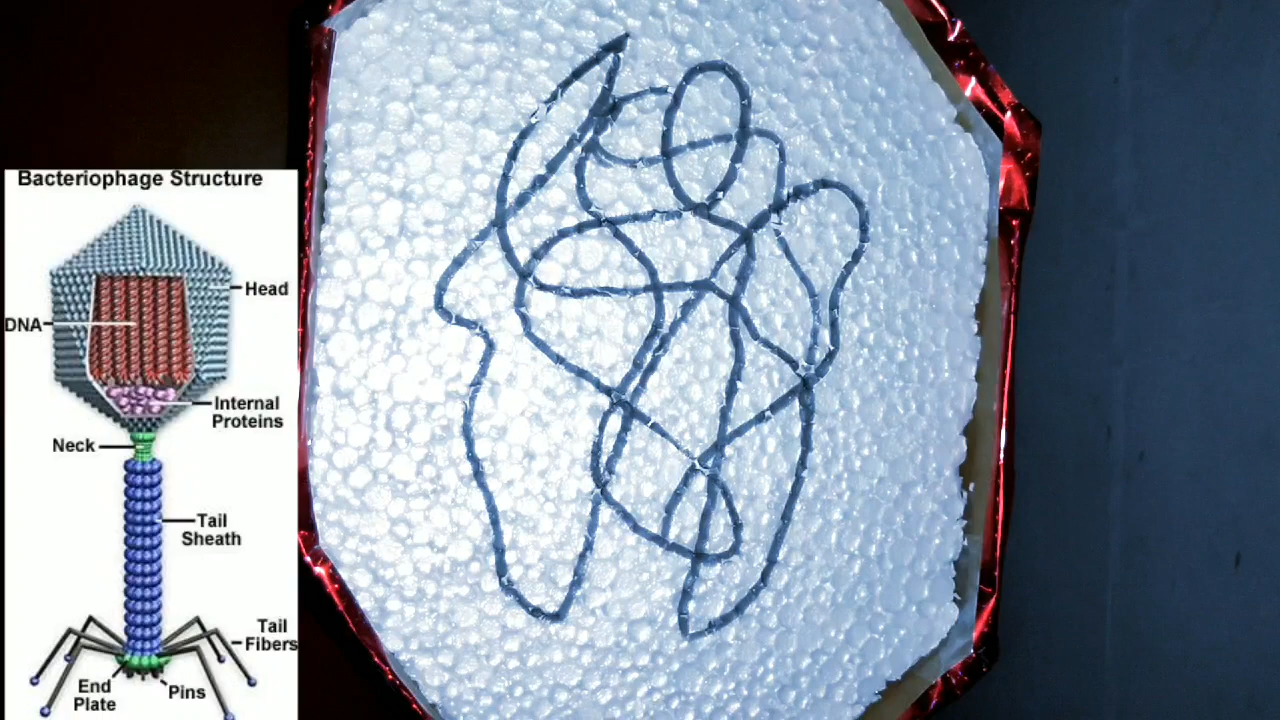 Bacteriophage Structure
Head
DNA
Internal
Proteins
Neck
Tail
Sheath
Tail
Fibers
End
Plate
Pins